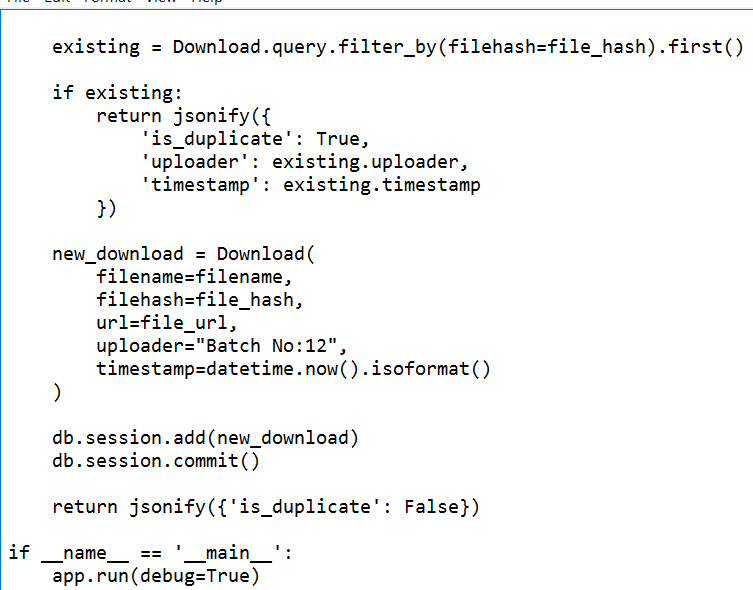 existing = Download.query.filter_by(filehash=file_hash).first()
if existing:
return jsonify({
'is_duplicate': True,
'uploader': existing.uploader,
'timestamp': existing.timestamp
})
new_download = Download(
filename=filename,
filehash=file_hash,
url=file_url,
uploader="Batch No:12",
timestamp=datetime.now().isoformat()
)
db.session.add(new_download)
db.session.commit()
return jsonify({'is_duplicate': False})
if __name__ == '__main__':
app.run(debug=True)